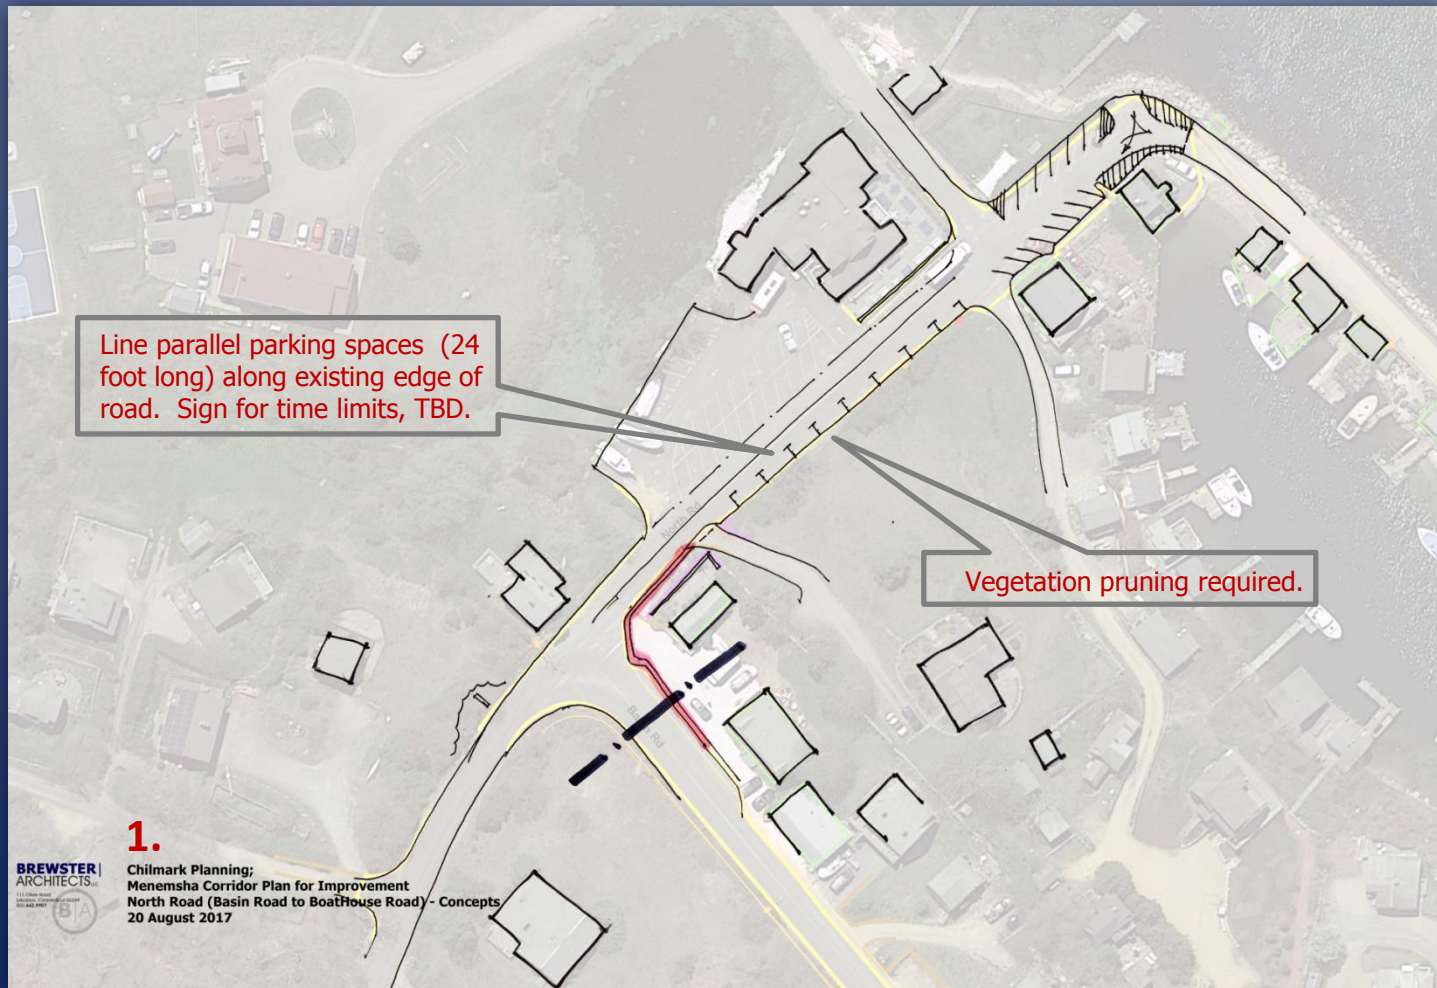 Line parallel parking spaces (24
foot long) along existing edge of
road. Sign for time limits, TBD.
North Rd
Vegetation pruning required.
1.
BREWSTER|
ARCHITECTS
B|A
Chilmark Planning;
Menemsha Corridor Plan for Improvement
North Road (Basin Road to BoatHouse Road) - Concepts
20 August 2017